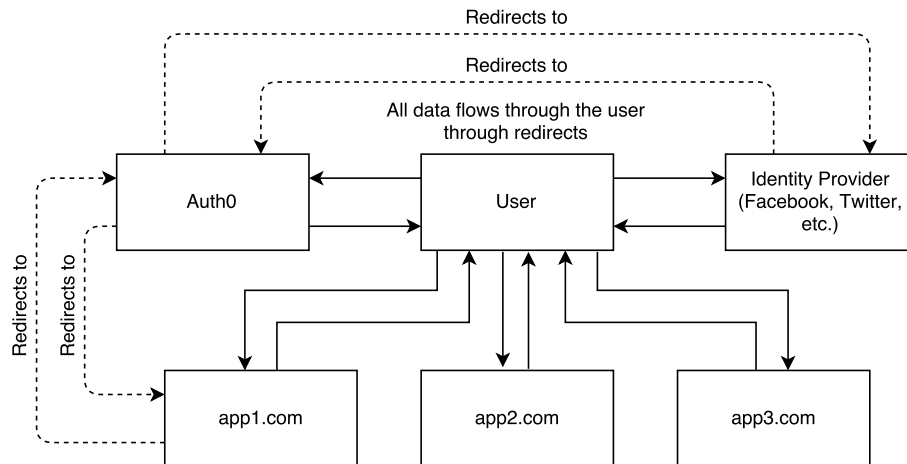 Redirects to
Redirects to
All data flows through the user
through redirects
Auth0
User
Identity Provider
(Facebook, Twitter,
etc.)
Redirects to
Redirects to
app1.com
app2.com
app3.com